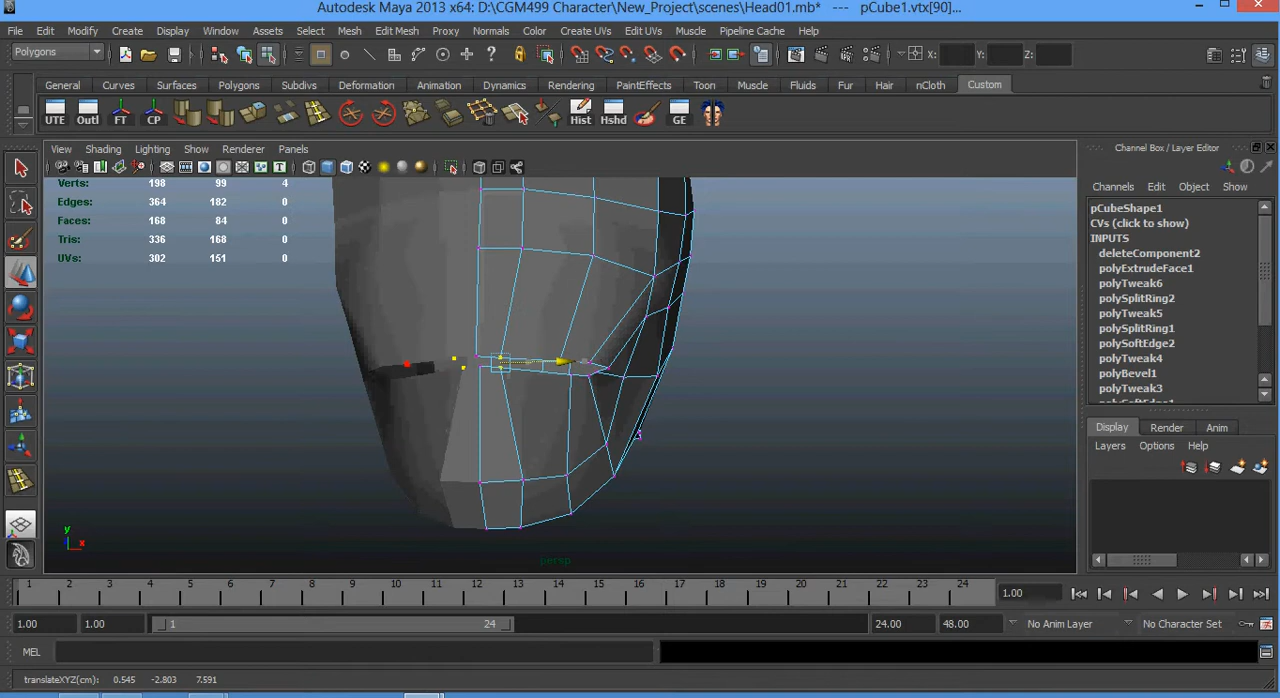 Autodesk Maya 2013 x64: D:\CGM499 Character\New_Project\scenes\Head01.mb* --- pCube1.vtx[90]...
File Edit Modify Create Display Window Assets Select Mesh Edit Mesh Proxy Normals Color Create UVs Edit UVs Muscle Pipeline Cache Help
Polygons X: Y: Z:
General Curves Surfaces Polygons Subdivs Deformation Animation Dynamics Rendering PaintEffects Toon Muscle Fluids Fur Hair nCloth Custom
UTE Outl FT CP Hist Hshd GE
View Shading Lighting Show Renderer Panels
Channel Box / Layer Editor
Channels Edit Object Show
Verts: 198 99 4
Edges: 364 182 0
Faces: 168 84 0
Tris: 336 168 0
UVs: 302 151 0
pCubeShape1
CVs (click to show)
INPUTS
deleteComponent2
polyExtrudeFace1
polyTweak6
polySplitRing2
polyTweak5
polySplitRing1
polySoftEdge2
polyTweak4
polyBevel1
polyTweak3
Display Render Anim
Layers Options Help
y
x
persp
1 2 3 4 5 6 7 8 9 10 11 12 13 14 15 16 17 18 19 20 21 22 23 24 1.00
1.00 1.00 1 24 24.00 48.00 No Anim Layer No Character Set
MEL
translateXYZ(cm): 0.545 -2.803 7.591